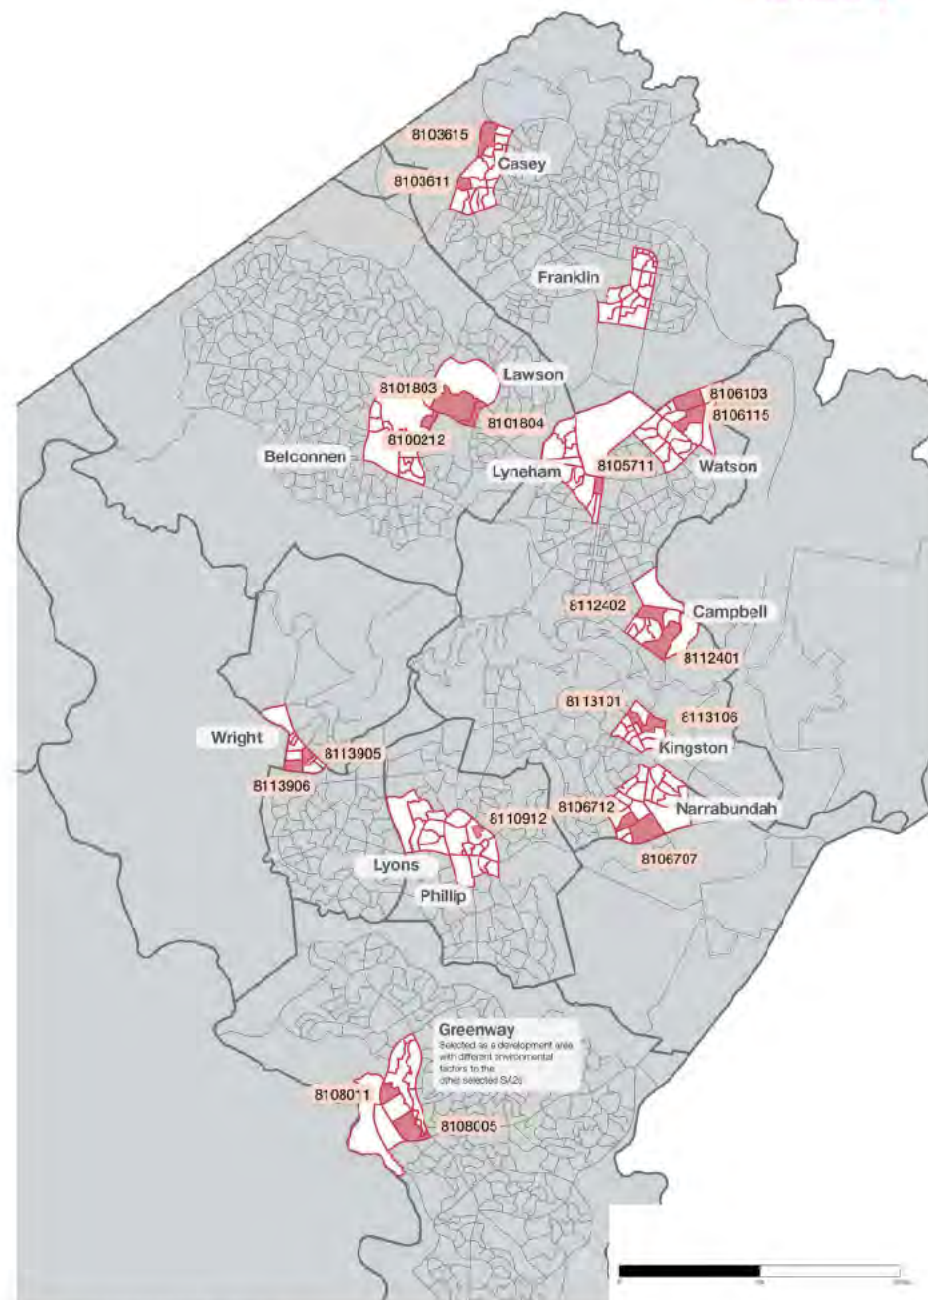 8103615
Casey
8103611
Franklin
Lawson
8101803
8106103
8106115
8101804
8100212
Belconnen
Lyneham
8105711
Watson
8112402
Campbell
8112401
8113101
8113106
Wright
Kingston
8113905
8113906
Narrabundah
8106712
8110912
8106707
Lyons
Phillip
Greenway
Selected as a development area
with different environmental
factors to the
other selected SA2s
8108011
8108005